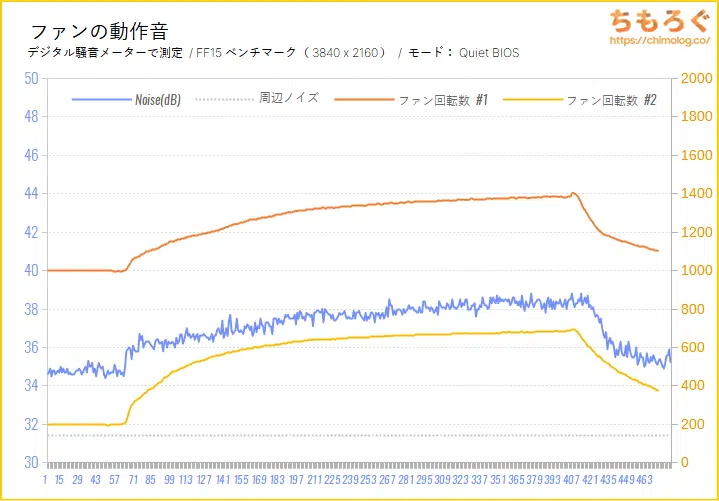 ファンの動作音
ちもろぐ
https://chimolog.co/
デジタル騒音メーターで測定 / FF15 ベンチマーク（3840 x 2160） / モード： Quiet BIOS
50 2000
Noise(dB) 周辺ノイズ ファン回転数 #1 ファン回転数 #2
48 1800
46 1600
44 1400
42 1200
40 1000
38 800
36 600
34 400
32 200
30 0
1 15 29 43 57 71 85 99 113 127 141 155 169 183 197 211 225 239 253 267 281 295 309 323 337 351 365 379 393 407 421 435 449 463